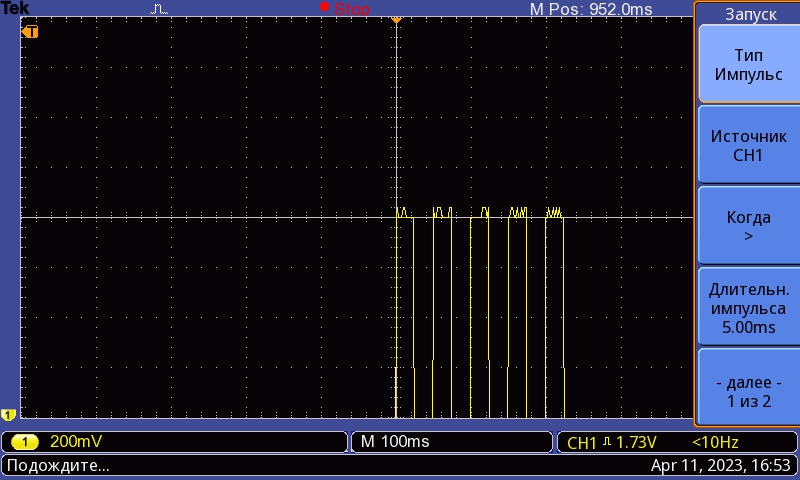 Tek
Stop
M Pos: 952.0ms
T
1
Запуск
Тип
Импульс
Источник
CH1
Когда
>
Длительн.
импульса
5.00ms
- далее -
1 из 2
1 200mV
M 100ms
CH1 1.73V <10Hz
Подождите...
Apr 11, 2023, 16:53